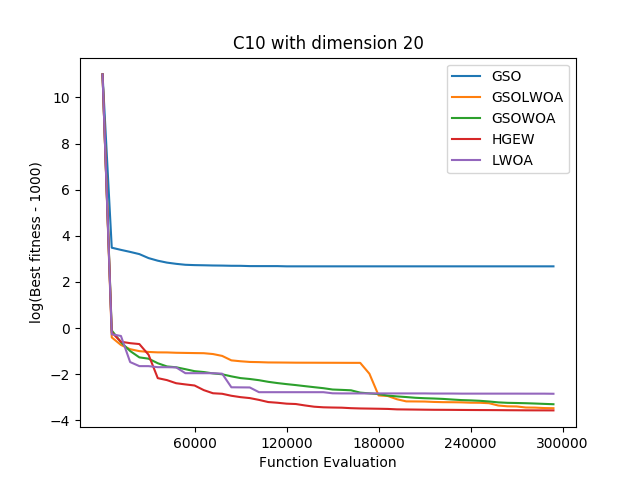 C10 with dimension 20
log(Best fitness - 1000)
10
8
6
4
2
0
−2
−4
GSO
GSOLWOA
GSOWOA
HGEW
LWOA
60000 120000 180000 240000 300000
Function Evaluation